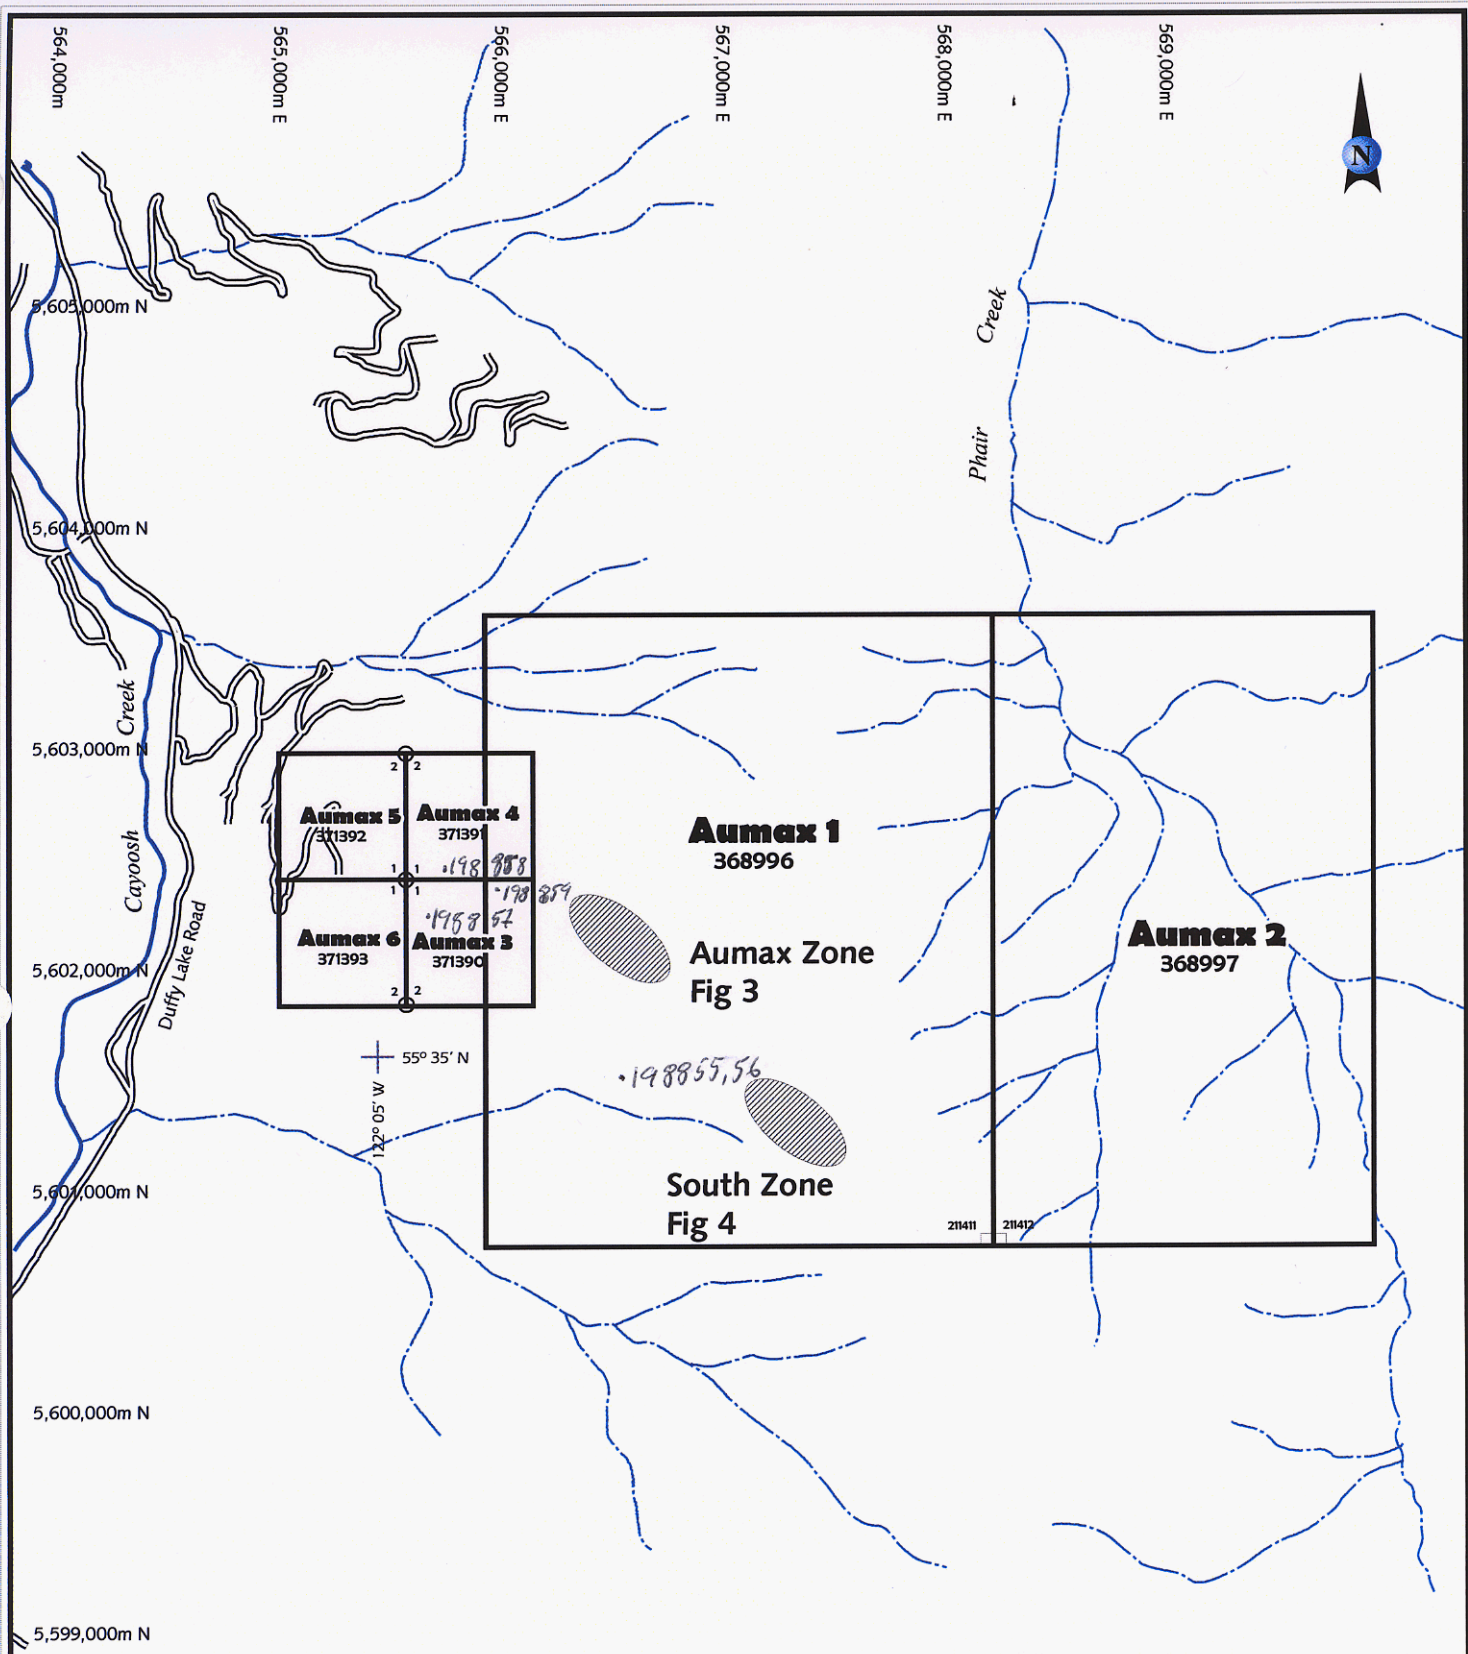 564,000m
565,000m E
566,000m E
567,000m E
568,000m E
569,000m E
N
5,605,000m N
Creek
Phair
5,604,000m N
Creek
5,603,000m N
2 2
Aumax 5
371392
Aumax 4
371391
Aumax 1
368996
1 1
.198 858
1 1
.198 859
.1988 57
Cayoosh
Duffy Lake Road
Aumax 6
371393
Aumax 3
371390
Aumax 2
368997
Aumax Zone
Fig 3
5,602,000m N
2 2
55° 35' N
122° 05' W
.198855,56
5,601,000m N
South Zone
Fig 4
211411
211412
5,600,000m N
5,599,000m N